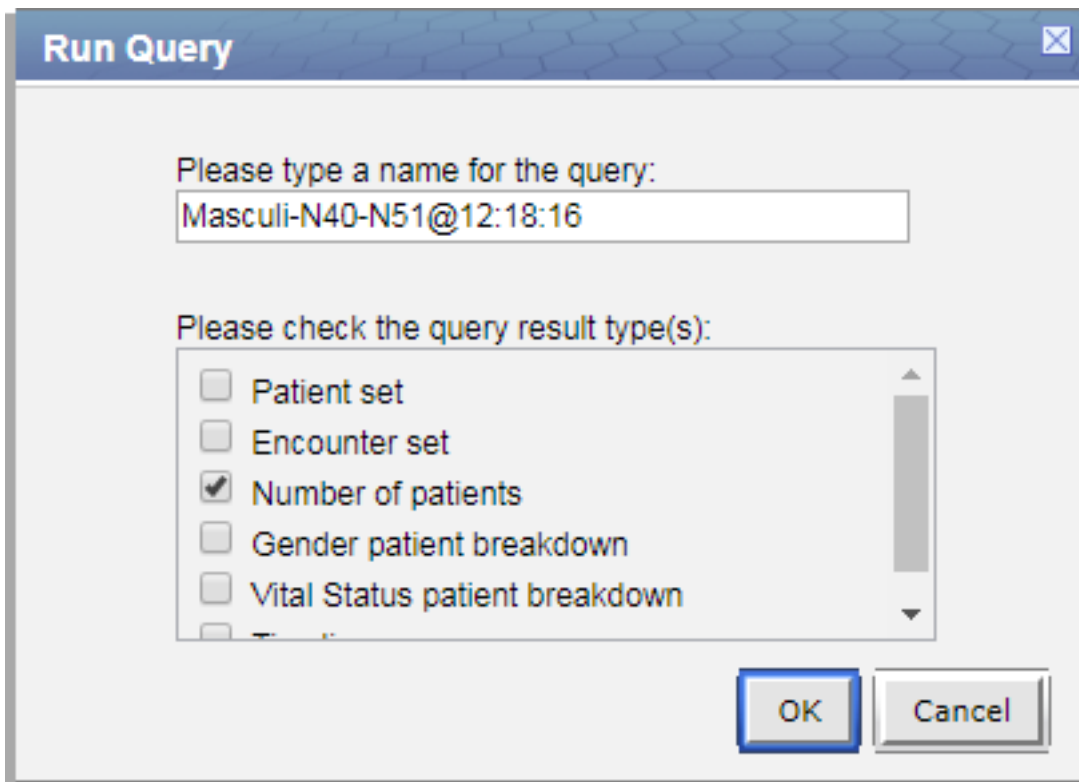 Run Query
Please type a name for the query:
Masculi-N40-N51@12:18:16
Please check the query result type(s):
Patient set
Encounter set
Number of patients
Gender patient breakdown
Vital Status patient breakdown
OK Cancel